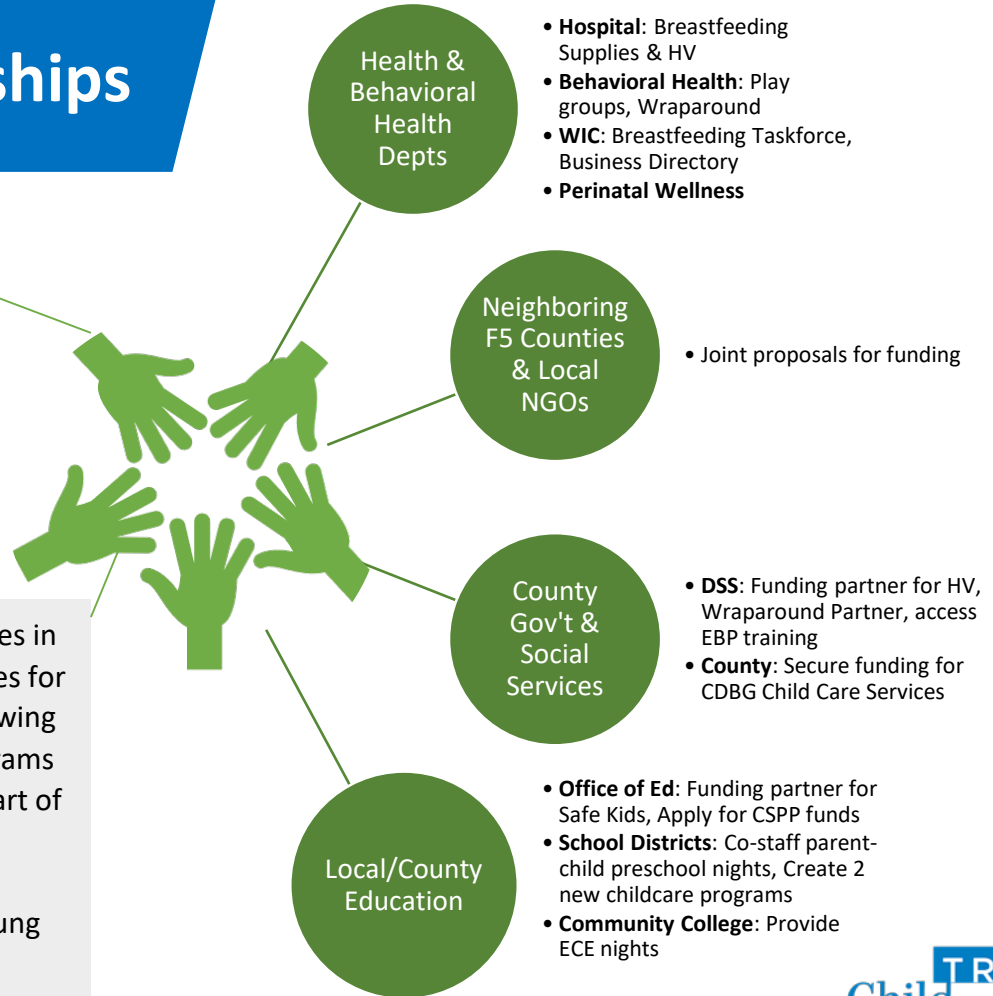 ships
Health &
Behavioral
Health
Depts
• Hospital: Breastfeeding
Supplies & HV
• Behavioral Health: Play
groups, Wraparound
• WIC: Breastfeeding Taskforce,
Business Directory
• Perinatal Wellness
Neighboring
F5 Counties
& Local
NGOs
• Joint proposals for funding
County
Gov't &
Social
Services
• DSS: Funding partner for HV,
Wraparound Partner, access
EBP training
• County: Secure funding for
CDBG Child Care Services
es in
es for
wing
rams
art of
ung
Local/County
Education
• Office of Ed: Funding partner for
Safe Kids, Apply for CSPP funds
• School Districts: Co-staff parent-
child preschool nights, Create 2
new childcare programs
• Community College: Provide
ECE nights
Child
TR